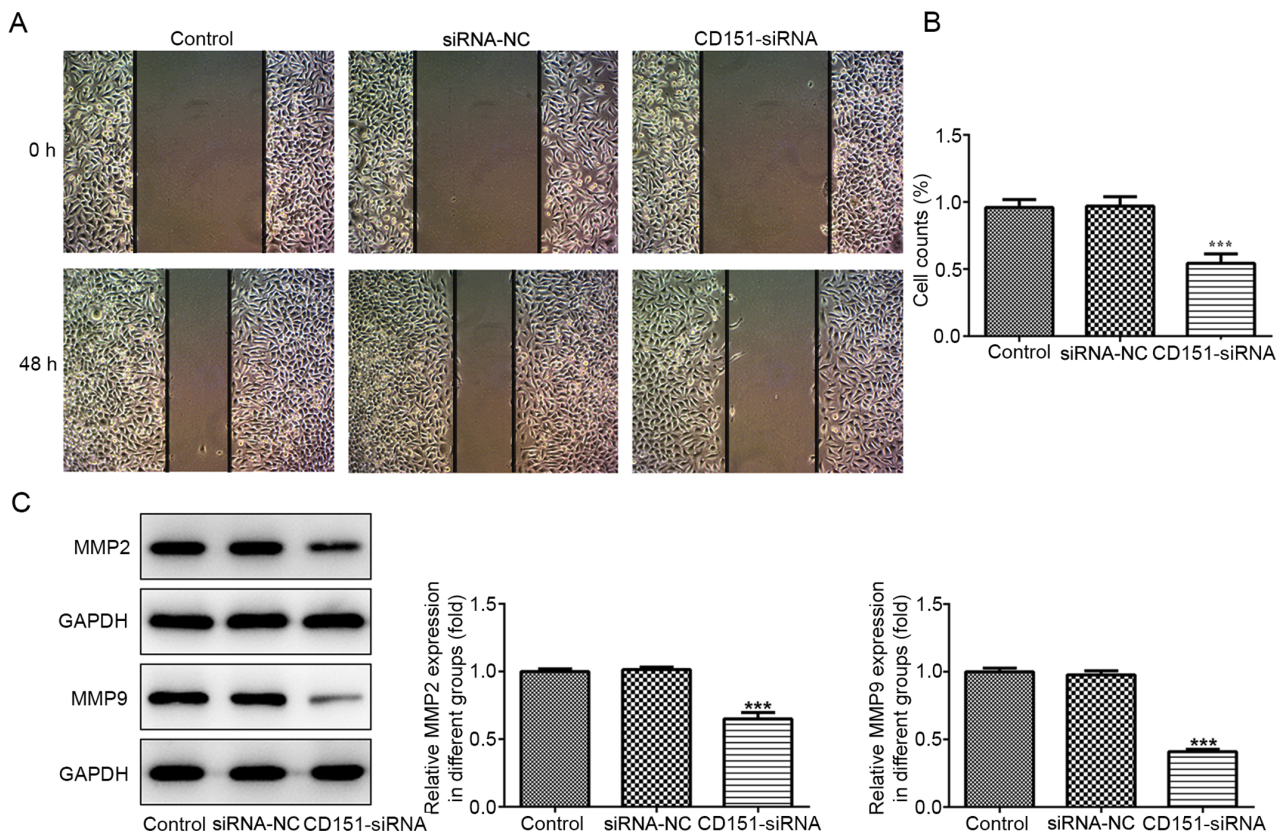 A
Control siRNA-NC CD151-siRNA
0 h
48 h
B
Cell counts (%)
1.5
1.0
0.5
0.0
Control siRNA-NC CD151-siRNA
***
C
MMP2
GAPDH
MMP9
GAPDH
Control siRNA-NC CD151-siRNA
Relative MMP2 expression
in different groups (fold)
1.5
1.0
0.5
0.0
***
Control siRNA-NC CD151-siRNA
Relative MMP9 expression
in different groups (fold)
1.5
1.0
0.5
0.0
***
Control siRNA-NC CD151-siRNA